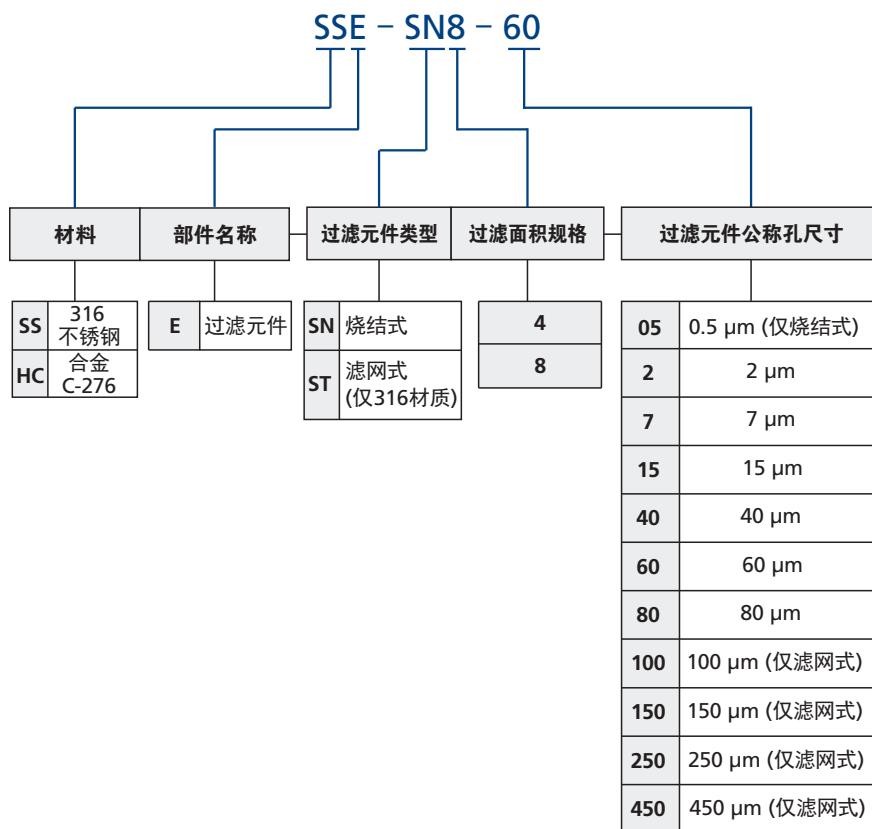 SSE – SN8 – 60
材料
部件名称
过滤元件类型
过滤面积规格
过滤元件公称孔尺寸
SS
316
不锈钢
HC
合金
C-276
E
过滤元件
SN
烧结式
ST
滤网式
(仅316材质)
4
8
05
0.5 µm (仅烧结式)
2
2 µm
7
7 µm
15
15 µm
40
40 µm
60
60 µm
80
80 µm
100
100 µm (仅滤网式)
150
150 µm (仅滤网式)
250
250 µm (仅滤网式)
450
450 µm (仅滤网式)